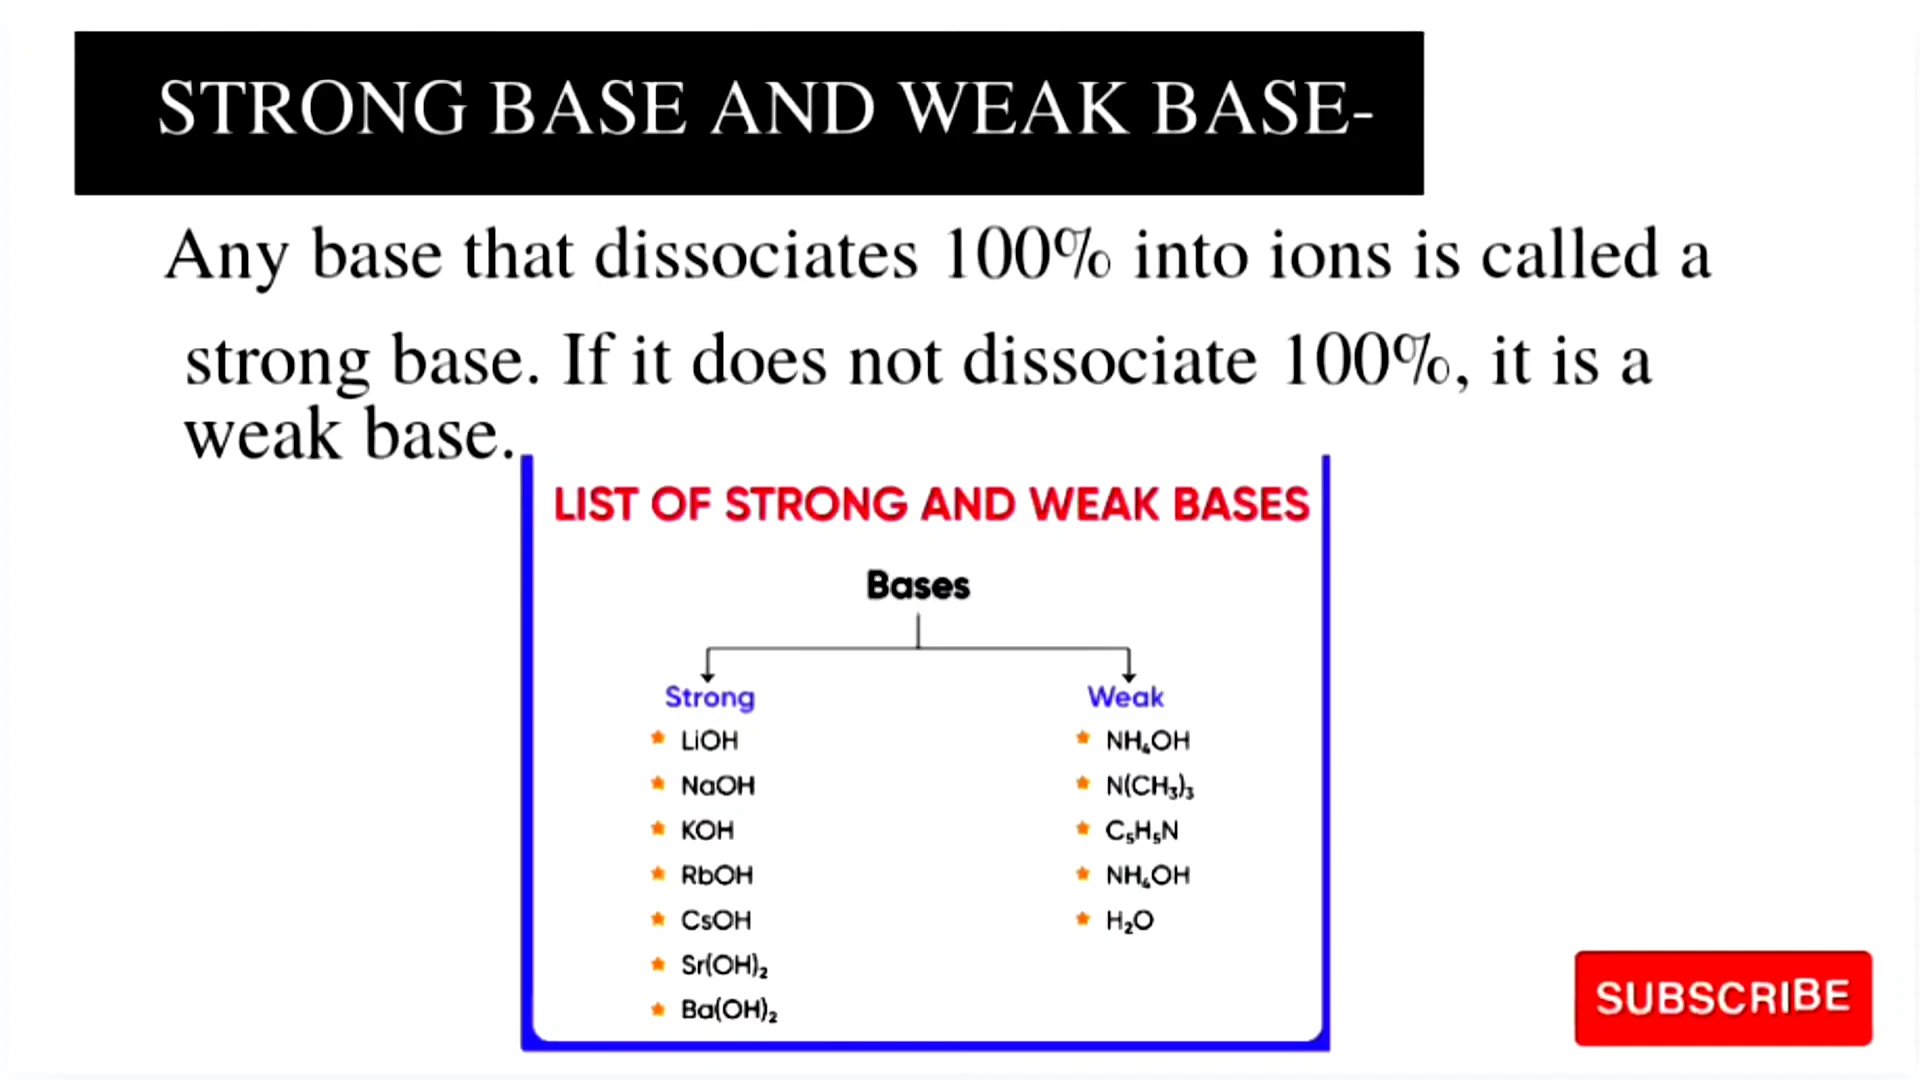 STRONG BASE AND WEAK BASE-
Any base that dissociates 100% into ions is called a
strong base. If it does not dissociate 100%, it is a
weak base.
LIST OF STRONG AND WEAK BASES
Bases
Strong
LiOH
NaOH
KOH
RbOH
CsOH
Sr(OH)₂
Ba(OH)₂
Weak
NH₄OH
N(CH₃)₃
C₅H₅N
NH₄OH
H₂O
SUBSCRIBE